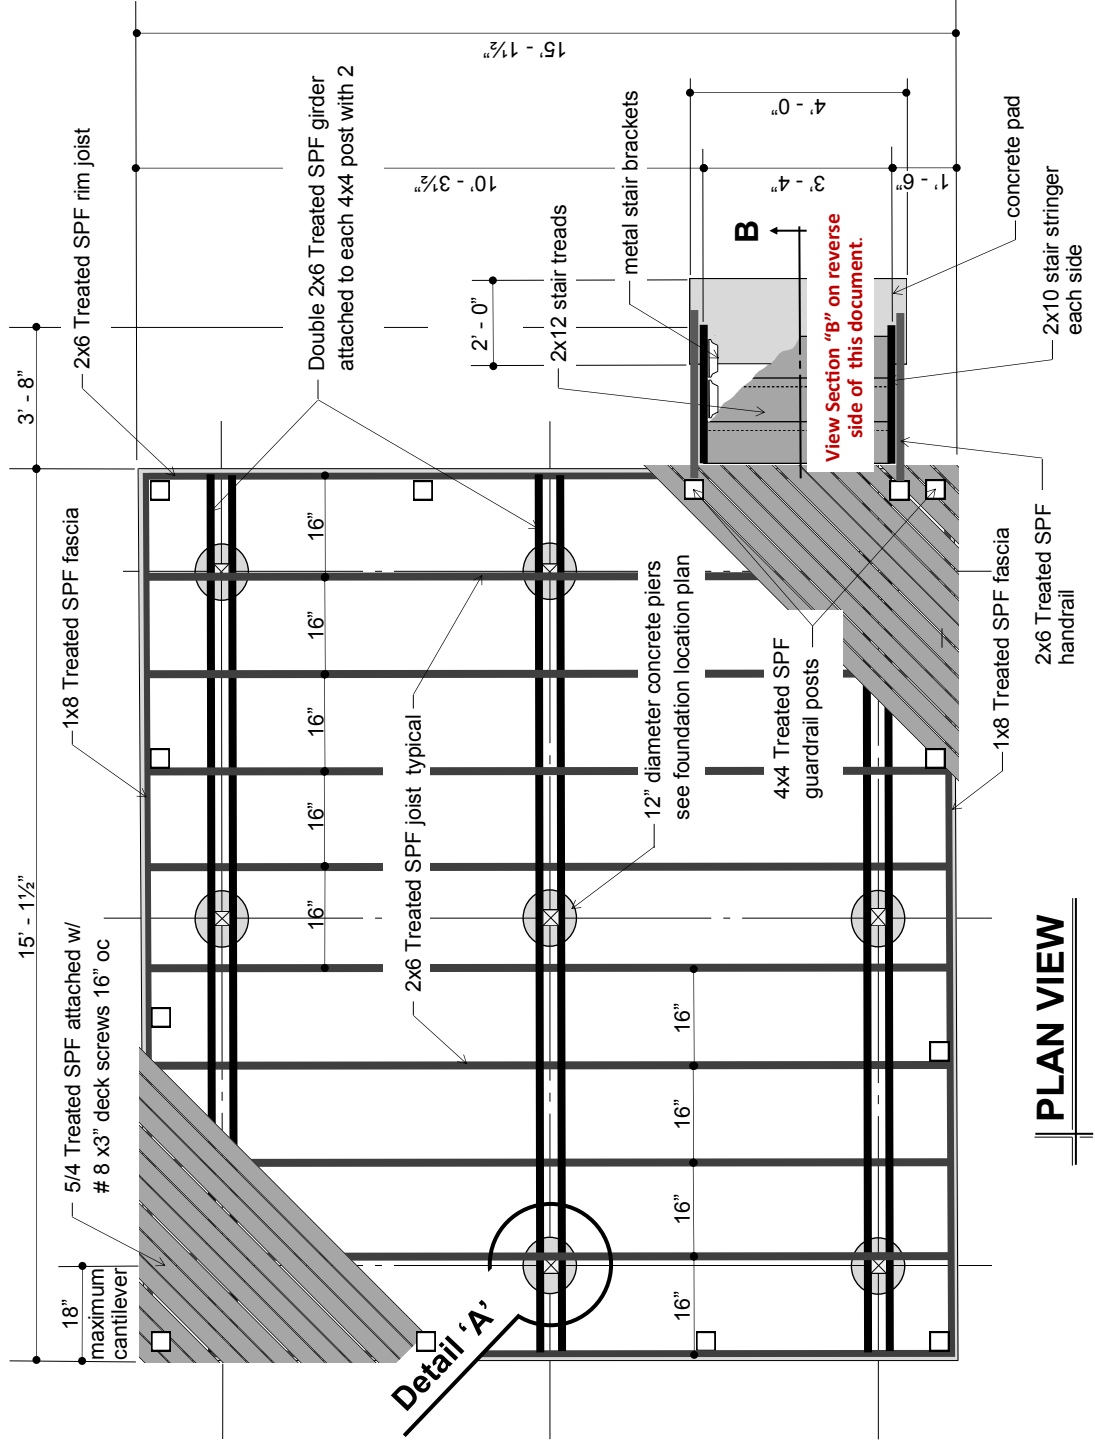 15’ - 1½”
3’ - 8”
15’ - 1½”
10’ - 3½”
4’ - 0”
3’ - 4”
1’ - 6”
2’ - 0”
18”
maximum
cantilever
5/4 Treated SPF attached w/
# 8 x3” deck screws 16” oc
1x8 Treated SPF fascia
2x6 Treated SPF rim joist
Double 2x6 Treated SPF girder
attached to each 4x4 post with 2
metal stair brackets
2x12 stair treads
B
View Section “B” on reverse
side of this document.
concrete pad
2x10 stair stringer
each side
2x6 Treated SPF
handrail
1x8 Treated SPF fascia
4x4 Treated SPF
guardrail posts
12” diameter concrete piers
see foundation location plan
2x6 Treated SPF joist typical
16”
16”
16”
16”
16”
16”
16”
16”
16”
Detail ‘A’
PLAN VIEW